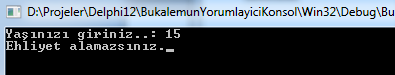 D:\Projeler\Delphi12\BukalemunYorumlayiciKonsol\Win32\Debug\Bu
Yaşınızı giriniz..: 15
Ehliyet alamazsınız.